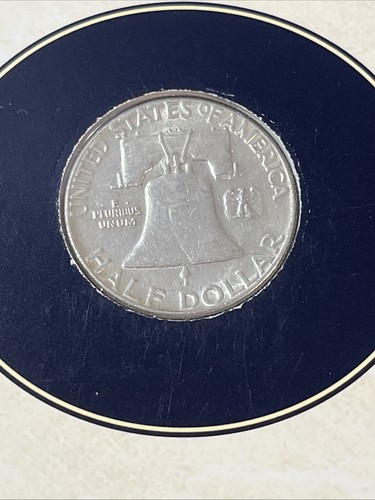 UNITED STATES OF AMERICA
E
PLURIBUS
UNUM
HALF DOLLAR